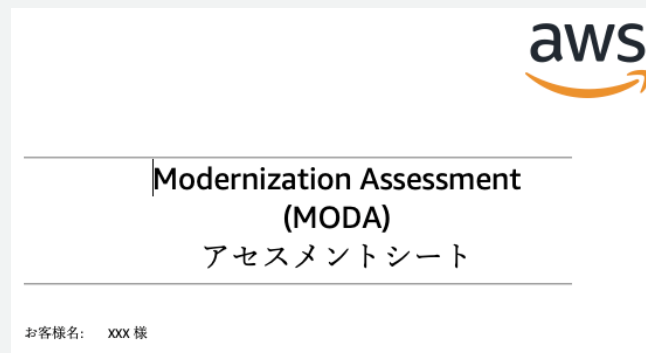 aws
Modernization Assessment
(MODA)
アセスメントシート
お客様名: XXX 様